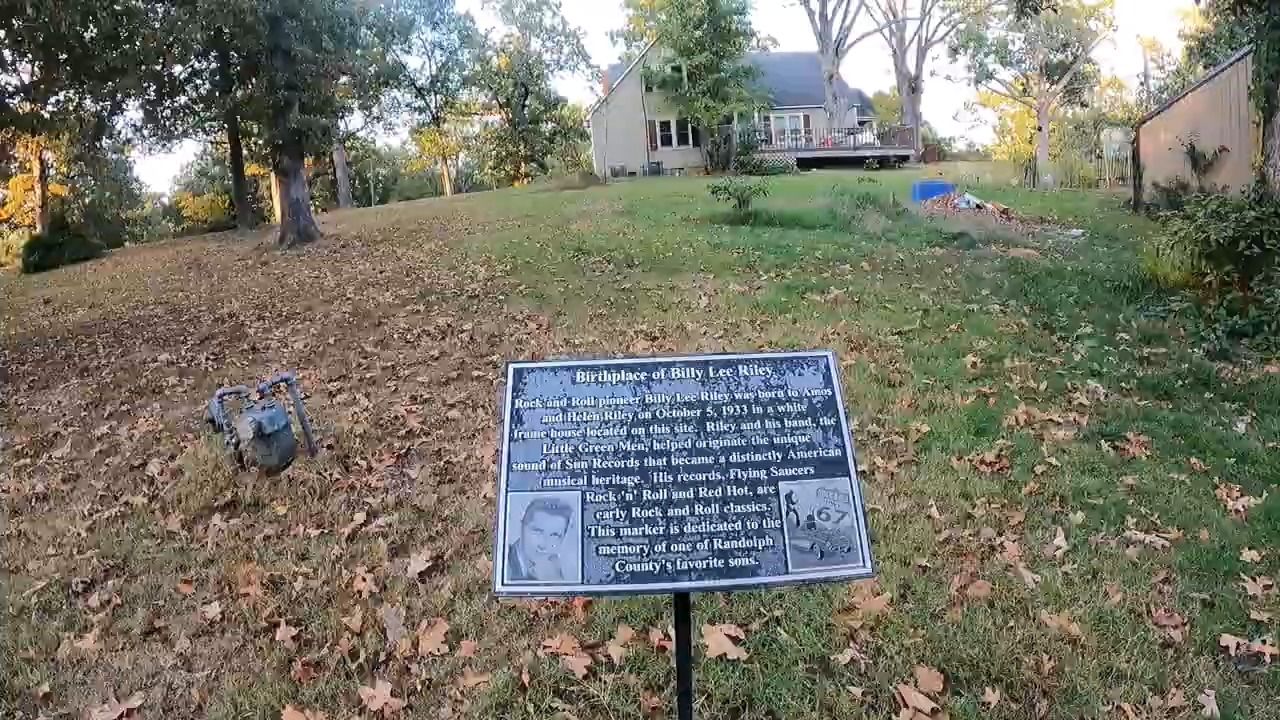 Birthplace of Billy Lee Riley
Rock and Roll pioneer Billy Lee Riley was born to Amos
and Helen Riley on October 5, 1933 in a white
frame house located on this site. Riley and his band, the
Little Green Men, helped originate the unique
sound of Sun Records that became a distinctly American
musical heritage. His records, Flying Saucers
Rock 'n' Roll and Red Hot, are
early Rock and Roll classics.
This marker is dedicated to the
memory of one of Randolph
County's favorite sons.
67